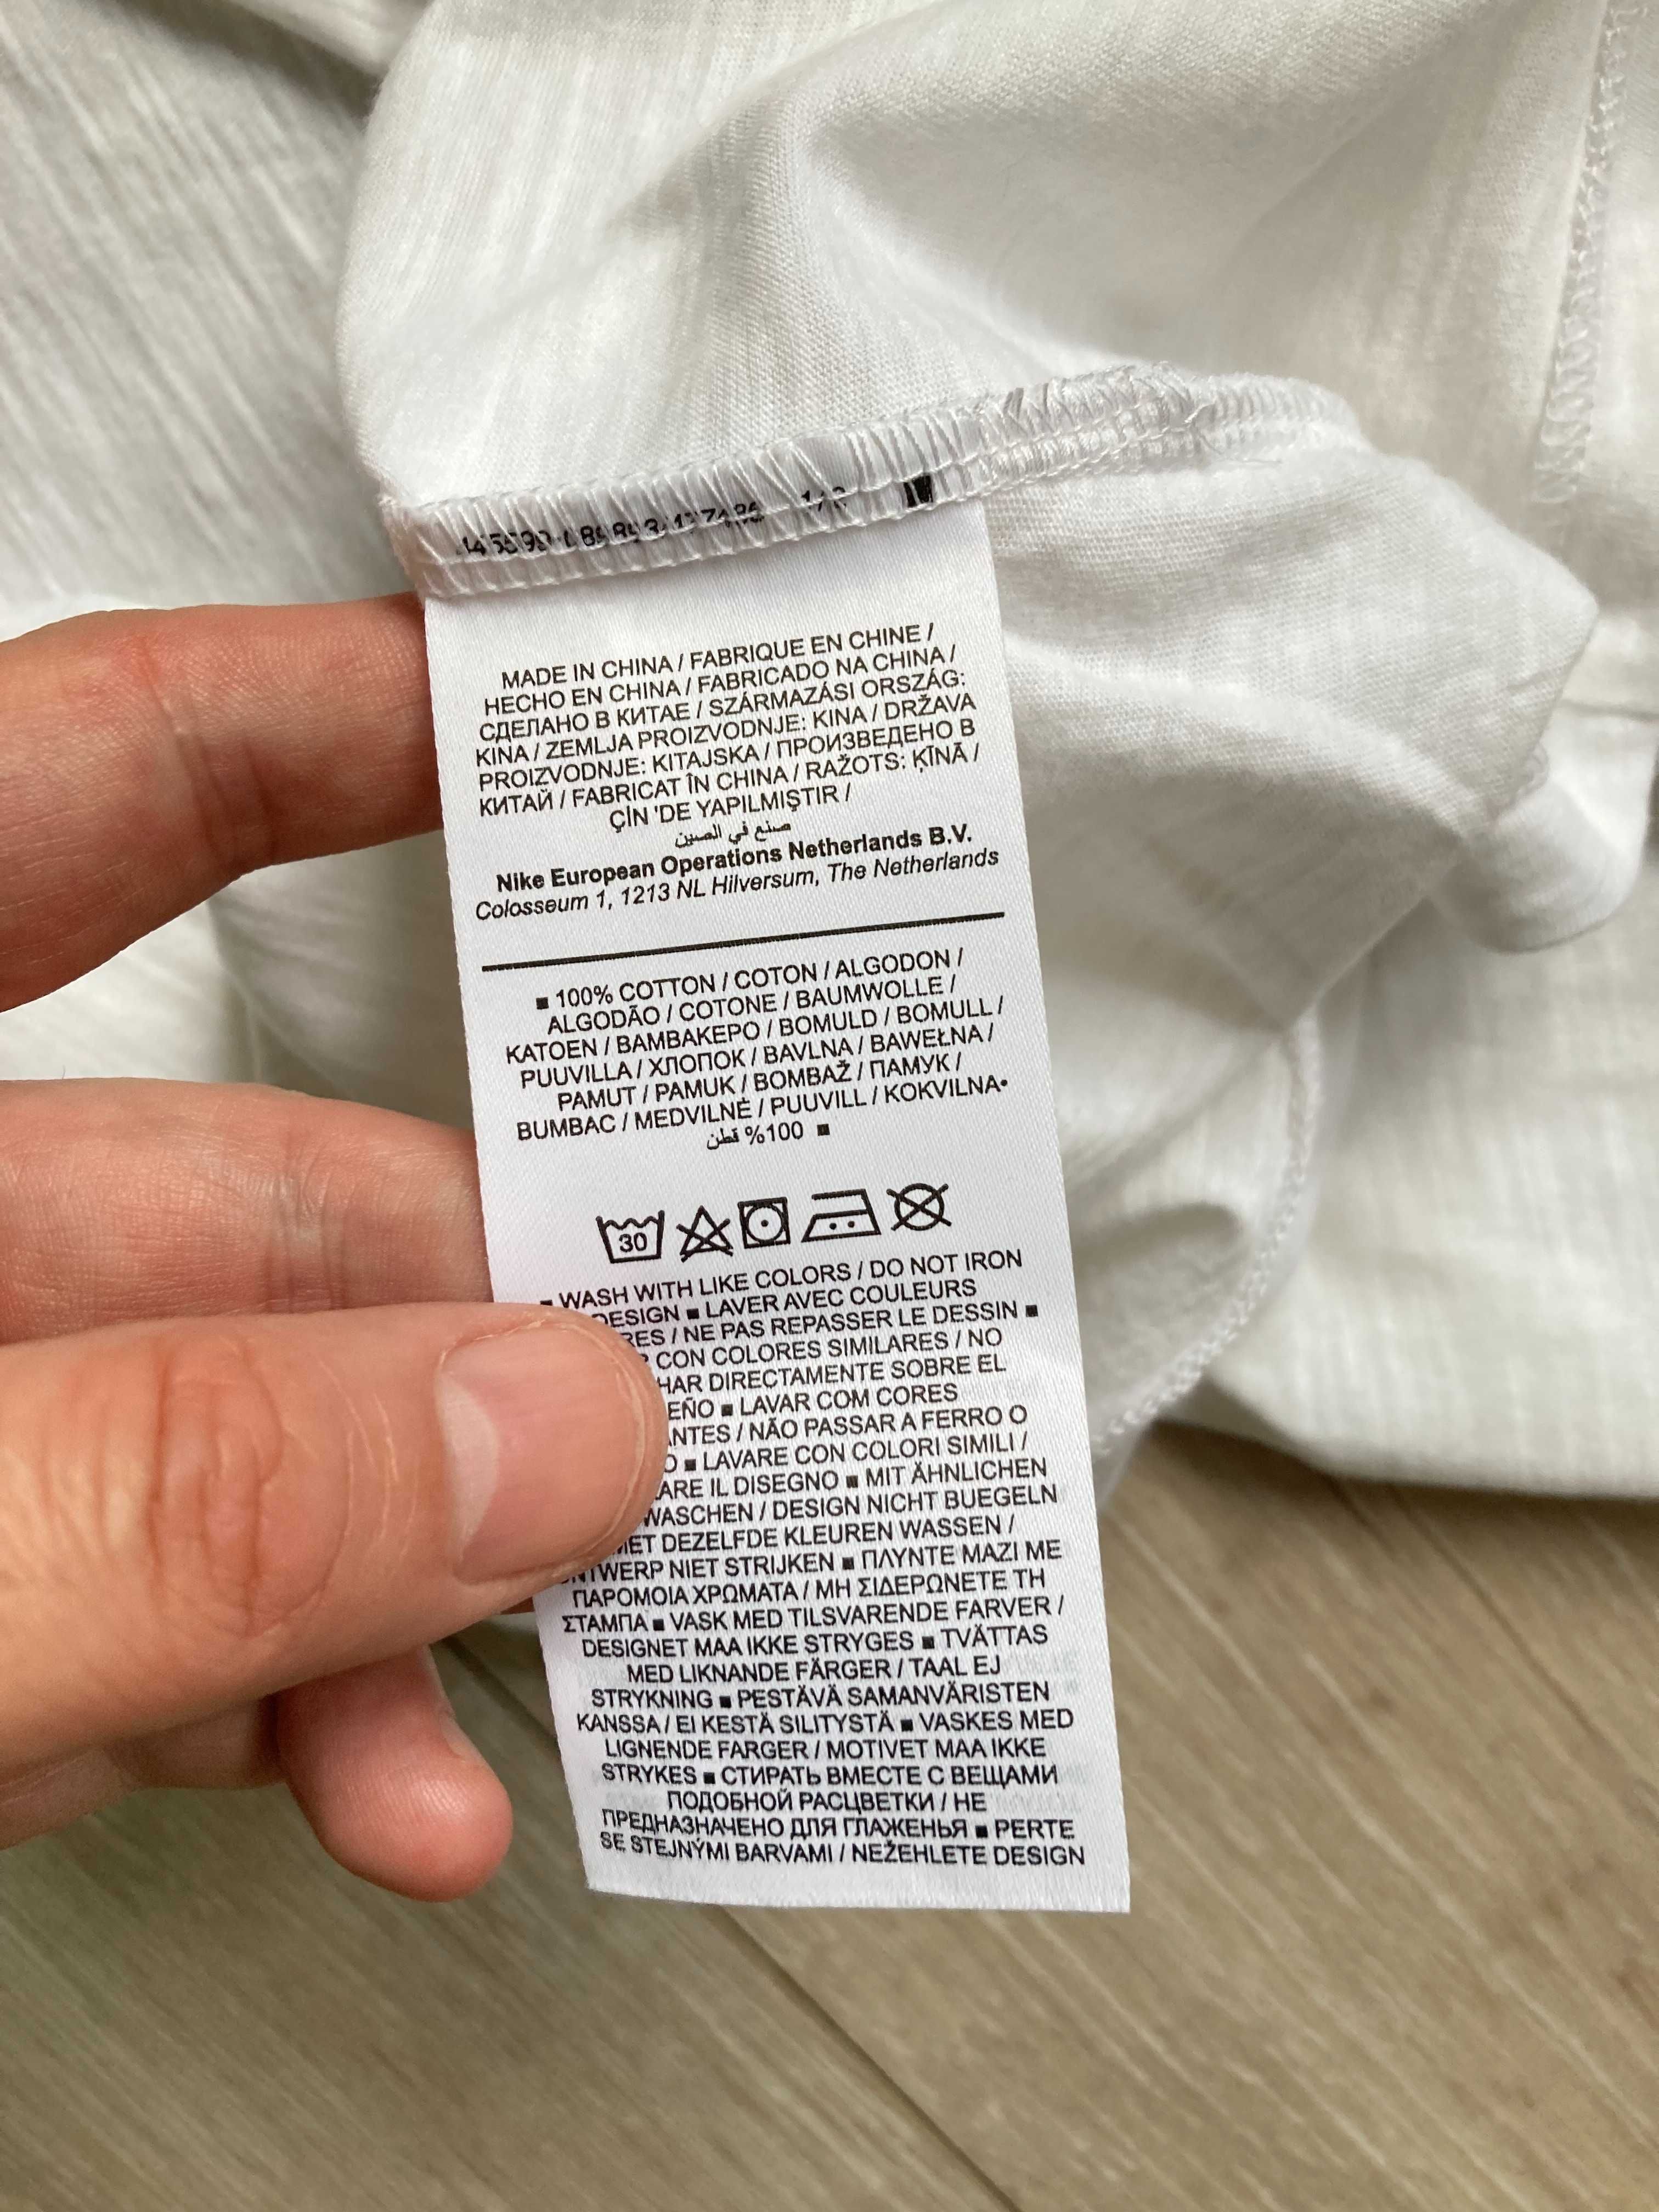 MADE IN CHINA / FABRIQUE EN CHINE /
HECHO EN CHINA / FABRICADO NA CHINA /
СДЕЛАНО В КИТАЕ / SZÁRMAZÁSI ORSZÁG:
KINA / ZEMLJA PROIZVODNJE: KINA / DRŽAVA
PROIZVODNJE: KITAJSKA / ПРОИЗВЕДЕНО В
КИТАЙ / FABRICAT ÎN CHINA / RAŽOTS: ĶĪNĀ /
ÇİN 'DE YAPILMIŞTIR /
صنع في الصين
Nike European Operations Netherlands B.V.
Colosseum 1, 1213 NL Hilversum, The Netherlands
■ 100% COTTON / COTON / ALGODON /
ALGODÃO / COTONE / BAUMWOLLE /
KATOEN / ΒΑΜΒΑΚΕΡΟ / BOMULD / BOMULL /
PUUVILLA / ХЛОПОК / BAVLNA / BAWEŁNA /
PAMUT / PAMUK / BOMBAŽ / ПАМУК /
BUMBAC / MEDVILNĖ / PUUVILL / KOKVILNA•
■ 100% قطن
30
■ WASH WITH LIKE COLORS / DO NOT IRON
DESIGN ■ LAVER AVEC COULEURS
/ NE PAS REPASSER LE DESSIN ■
CON COLORES SIMILARES / NO
DIRECTAMENTE SOBRE EL
■ LAVAR COM CORES
/ NÃO PASSAR A FERRO O
■ LAVARE CON COLORI SIMILI /
IL DISEGNO ■ MIT ÄHNLICHEN
WASCHEN / DESIGN NICHT BUEGELN
MET DEZELFDE KLEUREN WASSEN /
ONTWERP NIET STRIJKEN ■ ΠΛΥΝΤΕ ΜΑΖΙ ΜΕ
ΠΑΡΟΜΟΙΑ ΧΡΩΜΑΤΑ / ΜΗ ΣΙΔΕΡΩΝΕΤΕ ΤΗ
ΣΤΑΜΠΑ ■ VASK MED TILSVARENDE FARVER /
DESIGNET MAA IKKE STRYGES ■ TVÄTTAS
MED LIKNANDE FÄRGER / TAAL EJ
STRYKNING ■ PESTÄVÄ SAMANVÄRISTEN
KANSSA / EI KESTÄ SILITYSTÄ ■ VASKES MED
LIGNENDE FARGER / MOTIVET MAA IKKE
STRYKES ■ СТИРАТЬ ВМЕСТЕ С ВЕЩАМИ
ПОДОБНОЙ РАСЦВЕТКИ / НЕ
ПРЕДНАЗНАЧЕНО ДЛЯ ГЛАЖЕНЬЯ ■ PERTE
SE STEJNÝMI BARVAMI / NEŽEHLETE DESIGN